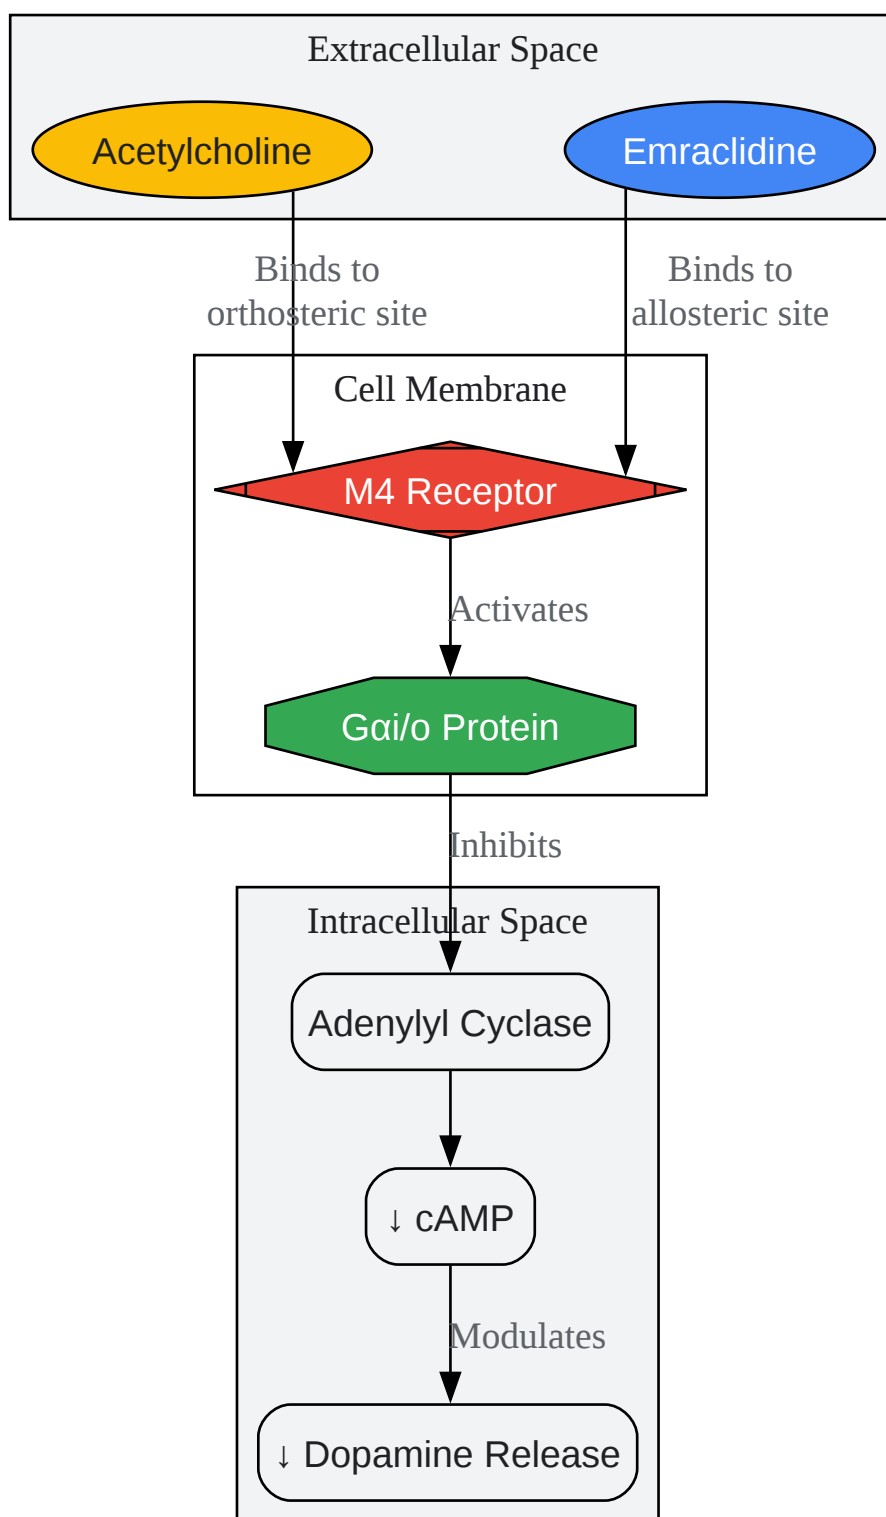 Extracellular Space
Acetylcholine
Emraclidine
Binds to
orthosteric site
Binds to
allosteric site
Cell Membrane
M4 Receptor
Activates
Gαi/o Protein
Inhibits
Intracellular Space
Adenylyl Cyclase
↓ cAMP
Modulates
↓ Dopamine Release